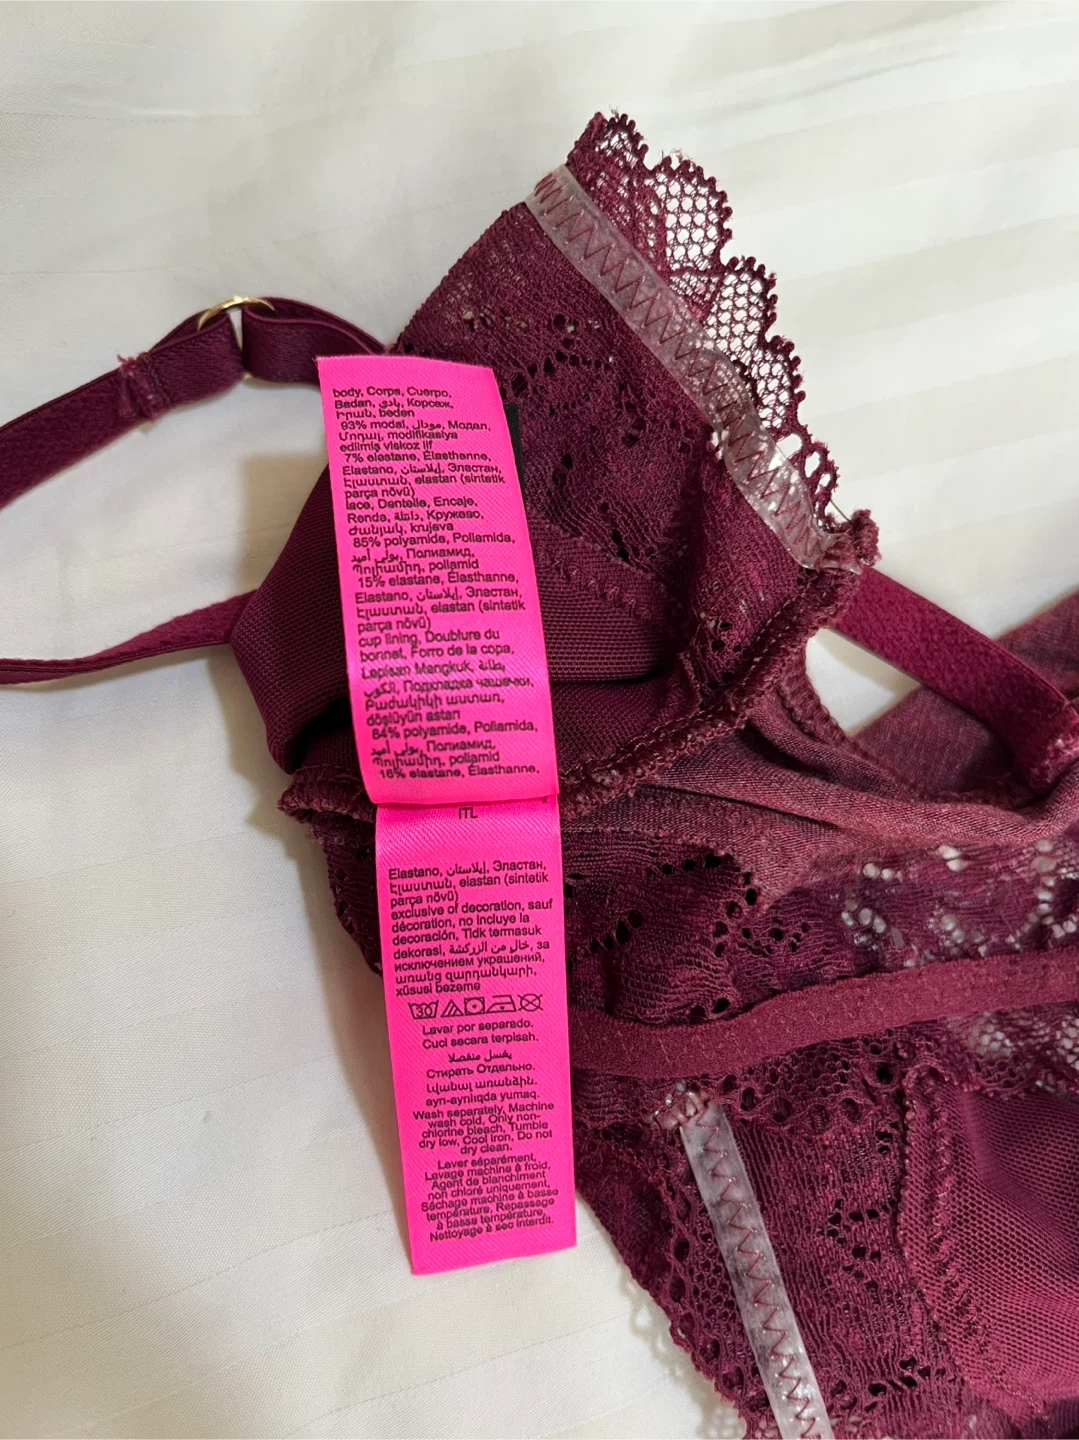 body, Corps, Cuerpo,
Badan, بادي, Корсеж,
Իրան, beden
93% modal, مودال, Модал,
Մոդալ, modifikasiya
edilmiş viskoz lif
7% elastane, Élasthanne,
Elastano, إيلاستان, Эластан,
Էլաստան, elastan (sintetik
parça növü)
lace, Dentelle, Encaje,
Renda, دانتلة, Кружево,
Ժանյակ, krujeva
85% polyamide, Poliamida,
بولي أميد, Полиамид,
Պոլիամիդ, poliamid
15% elastane, Élasthanne,
Elastano, إيلاستان, Эластан,
Էլաստան, elastan (sintetik
parça növü)
cup lining, Doublure du
bonnet, Forro de la copa,
Lapisan Mangkuk, بطانة
الكوب, Подкладка чашечки,
Բաժակիկի աստառ,
döşlüyün astarı
84% polyamide, Poliamida,
بولي أميد, Полиамид,
Պոլիամիդ, poliamid
16% elastane, Élasthanne,
ITL
Elastano, إيلاستان, Эластан,
Էլաստան, elastan (sintetik
parça növü)
exclusive of decoration, sauf
décoration, no incluye la
decoración, Tidk termasuk
dekorasi, خال من الزركشة, за
исключением украшений,
առանց զարդանկարի,
xüsusi bəzəmə
30
Lavar por separado.
Cuci secara terpisah.
يغسل منفصلا
Стирать Отдельно.
Լվանալ առանձին.
ayrı-ayrılıqda yumaq.
Wash separately, Machine
wash cold, Only non-
chlorine bleach, Tumble
dry low, Cool iron, Do not
dry clean.
Laver séparément,
Lavage machine à froid,
Agent de blanchiment
non chloré uniquement,
Séchage machine à basse
température, Repassage
à basse température,
Nettoyage à sec interdit.